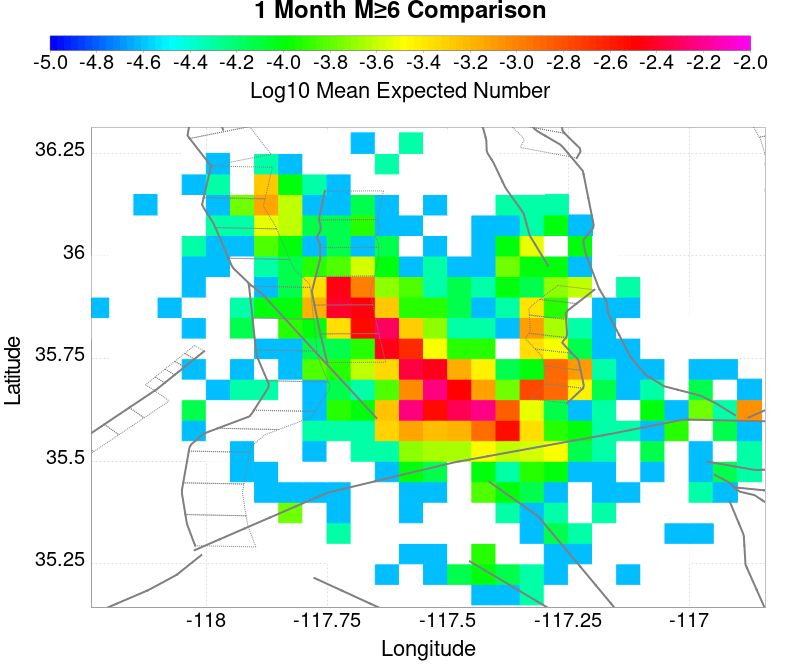 1 Month M≥6 Comparison
-5.0 -4.8 -4.6 -4.4 -4.2 -4.0 -3.8 -3.6 -3.4 -3.2 -3.0 -2.8 -2.6 -2.4 -2.2 -2.0
Log10 Mean Expected Number
36.25
36
35.75
35.5
35.25
Latitude
-118 -117.75 -117.5 -117.25 -117
Longitude